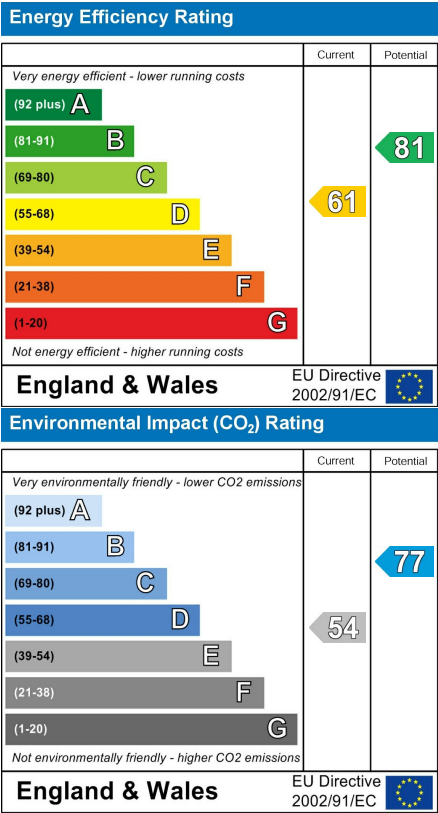 Energy Efficiency Rating
Current Potential
Very energy efficient - lower running costs
(92 plus) A
(81-91) B
81
(69-80) C
(55-68) D
61
(39-54) E
(21-38) F
(1-20) G
Not energy efficient - higher running costs
England & Wales
EU Directive
2002/91/EC
Environmental Impact (CO₂) Rating
Current Potential
Very environmentally friendly - lower CO2 emissions
(92 plus) A
(81-91) B
(69-80) C
77
(55-68) D
(39-54) E
54
(21-38) F
(1-20) G
Not environmentally friendly - higher CO2 emissions
England & Wales
EU Directive
2002/91/EC